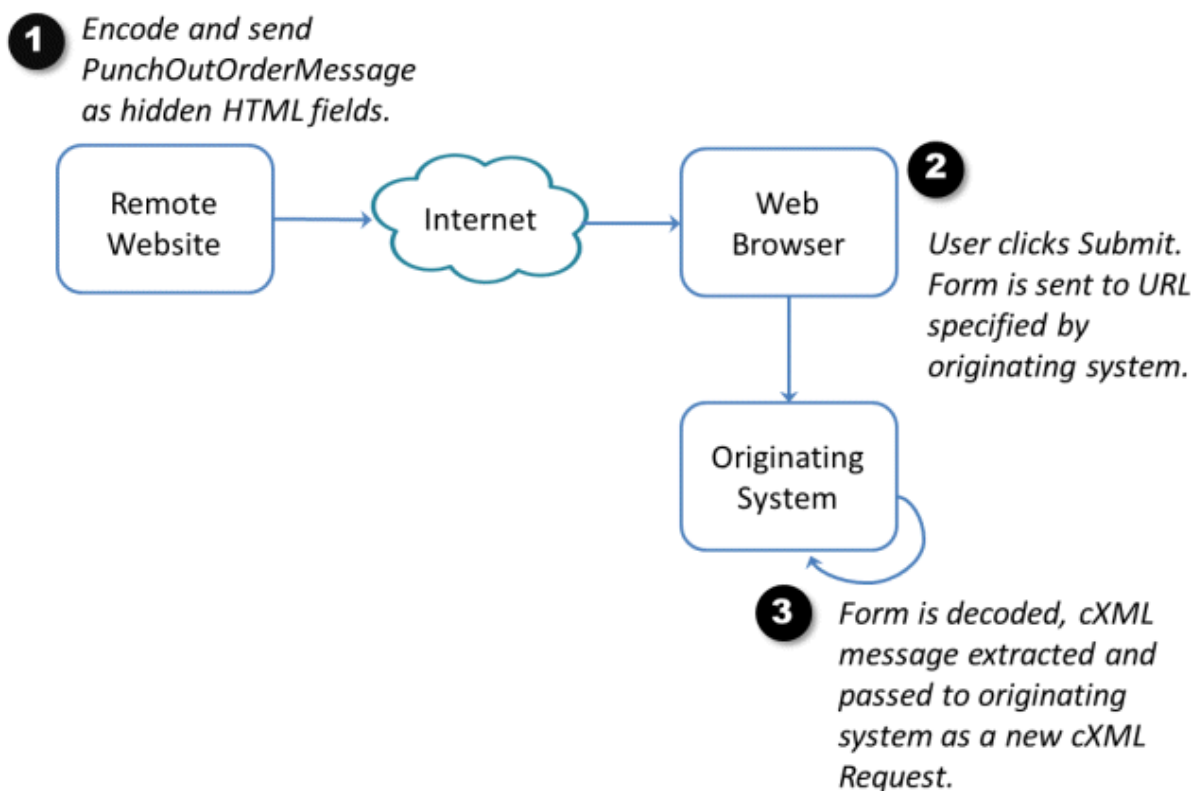 1
Encode and send
PunchOutOrderMessage
as hidden HTML fields.
Remote
Website
Internet
Web
Browser
2
User clicks Submit.
Form is sent to URL
specified by
originating system.
Originating
System
3
Form is decoded, cXML
message extracted and
passed to originating
system as a new cXML
Request.